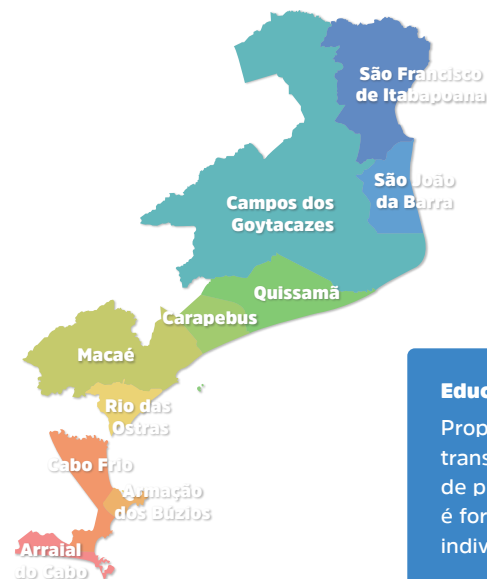 São Francisco
de Itabapoana
São João
da Barra
Campos dos
Goytacazes
Quissamã
Carapebus
Macaé
Rio das
Ostras
Cabo Frio
Armação
dos Búzios
Arraial
do Cabo
Educ
Prop
trans
de p
é for
indiv